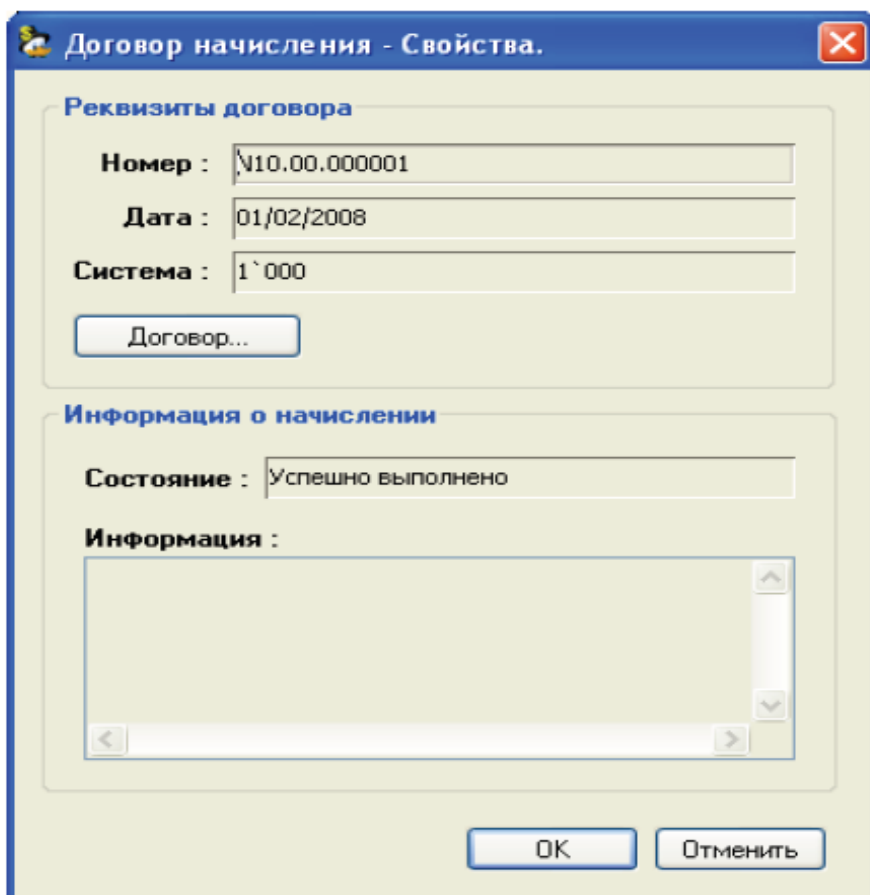 Договор начисления - Свойства.
Реквизиты договора
Номер : N10.00.000001
Дата : 01/02/2008
Система : 1`000
Договор...
Информация о начислении
Состояние : Успешно выполнено
Информация :
OK Отменить